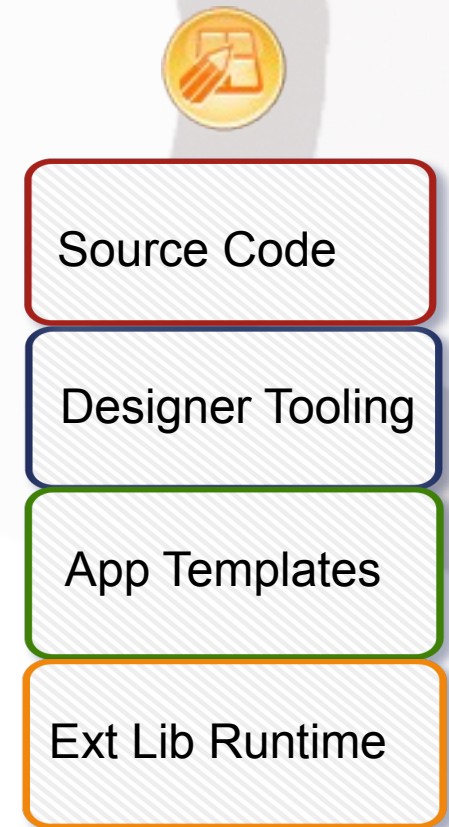 Source Code
Designer Tooling
App Templates
Ext Lib Runtime